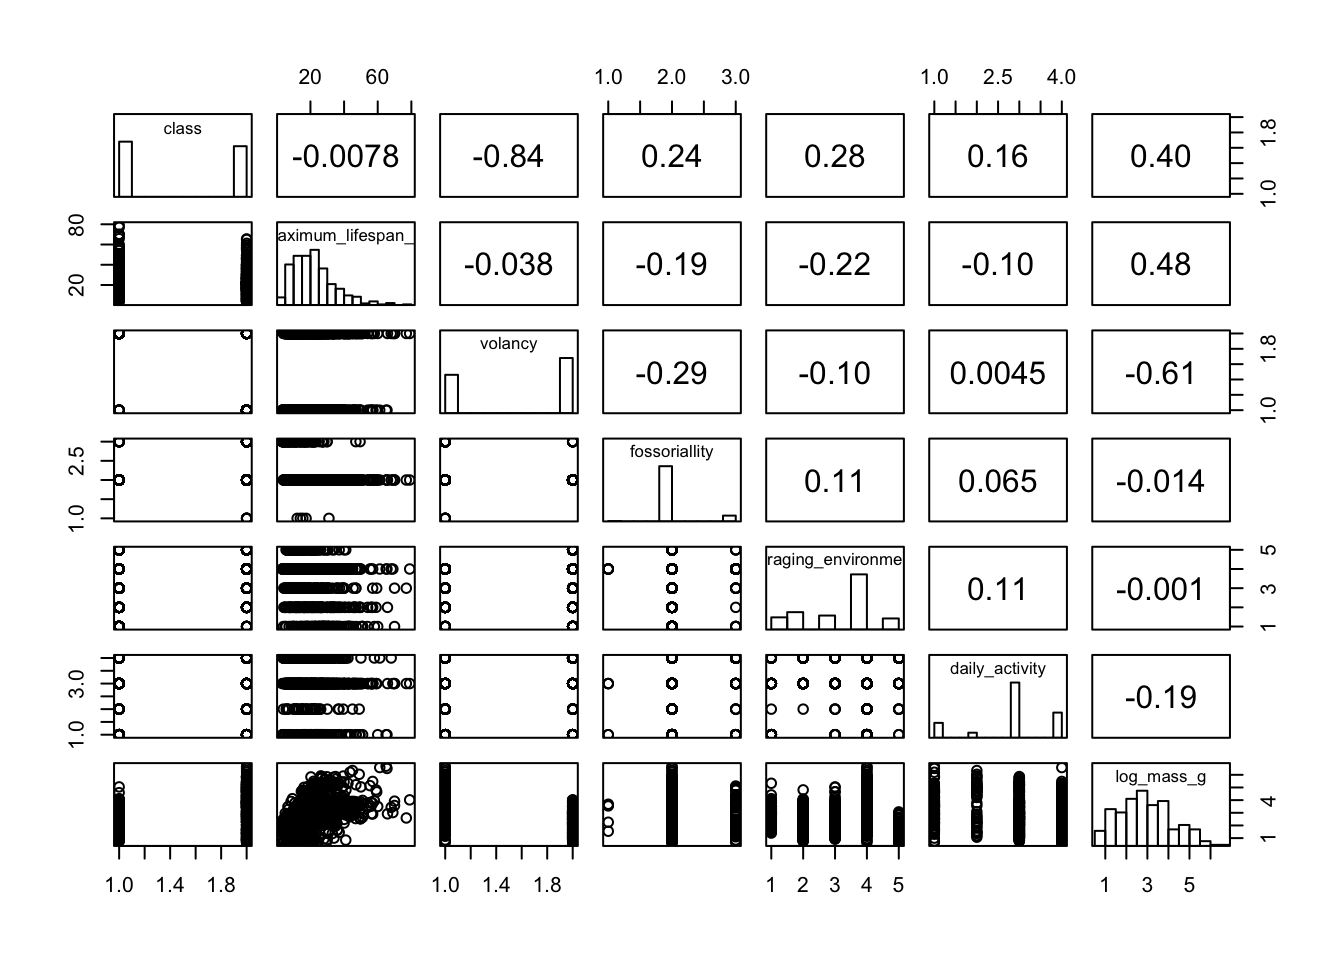 20 60 1.0 2.0 3.0 1.0 2.5 4.0
class -0.0078 -0.84 0.24 0.28 0.16 0.40 1.0 1.8
20 80 aximum_lifespan_ -0.038 -0.19 -0.22 -0.10 0.48
volancy -0.29 -0.10 0.0045 -0.61 1.0 1.8
1.0 2.5 fossoriallity 0.11 0.065 -0.014
raging_environme 0.11 -0.001 1 3 5
1.0 3.0 daily_activity -0.19
log_mass_g 1 4
1.0 1.4 1.8 1.0 1.4 1.8 1 2 3 4 5 1 3 5